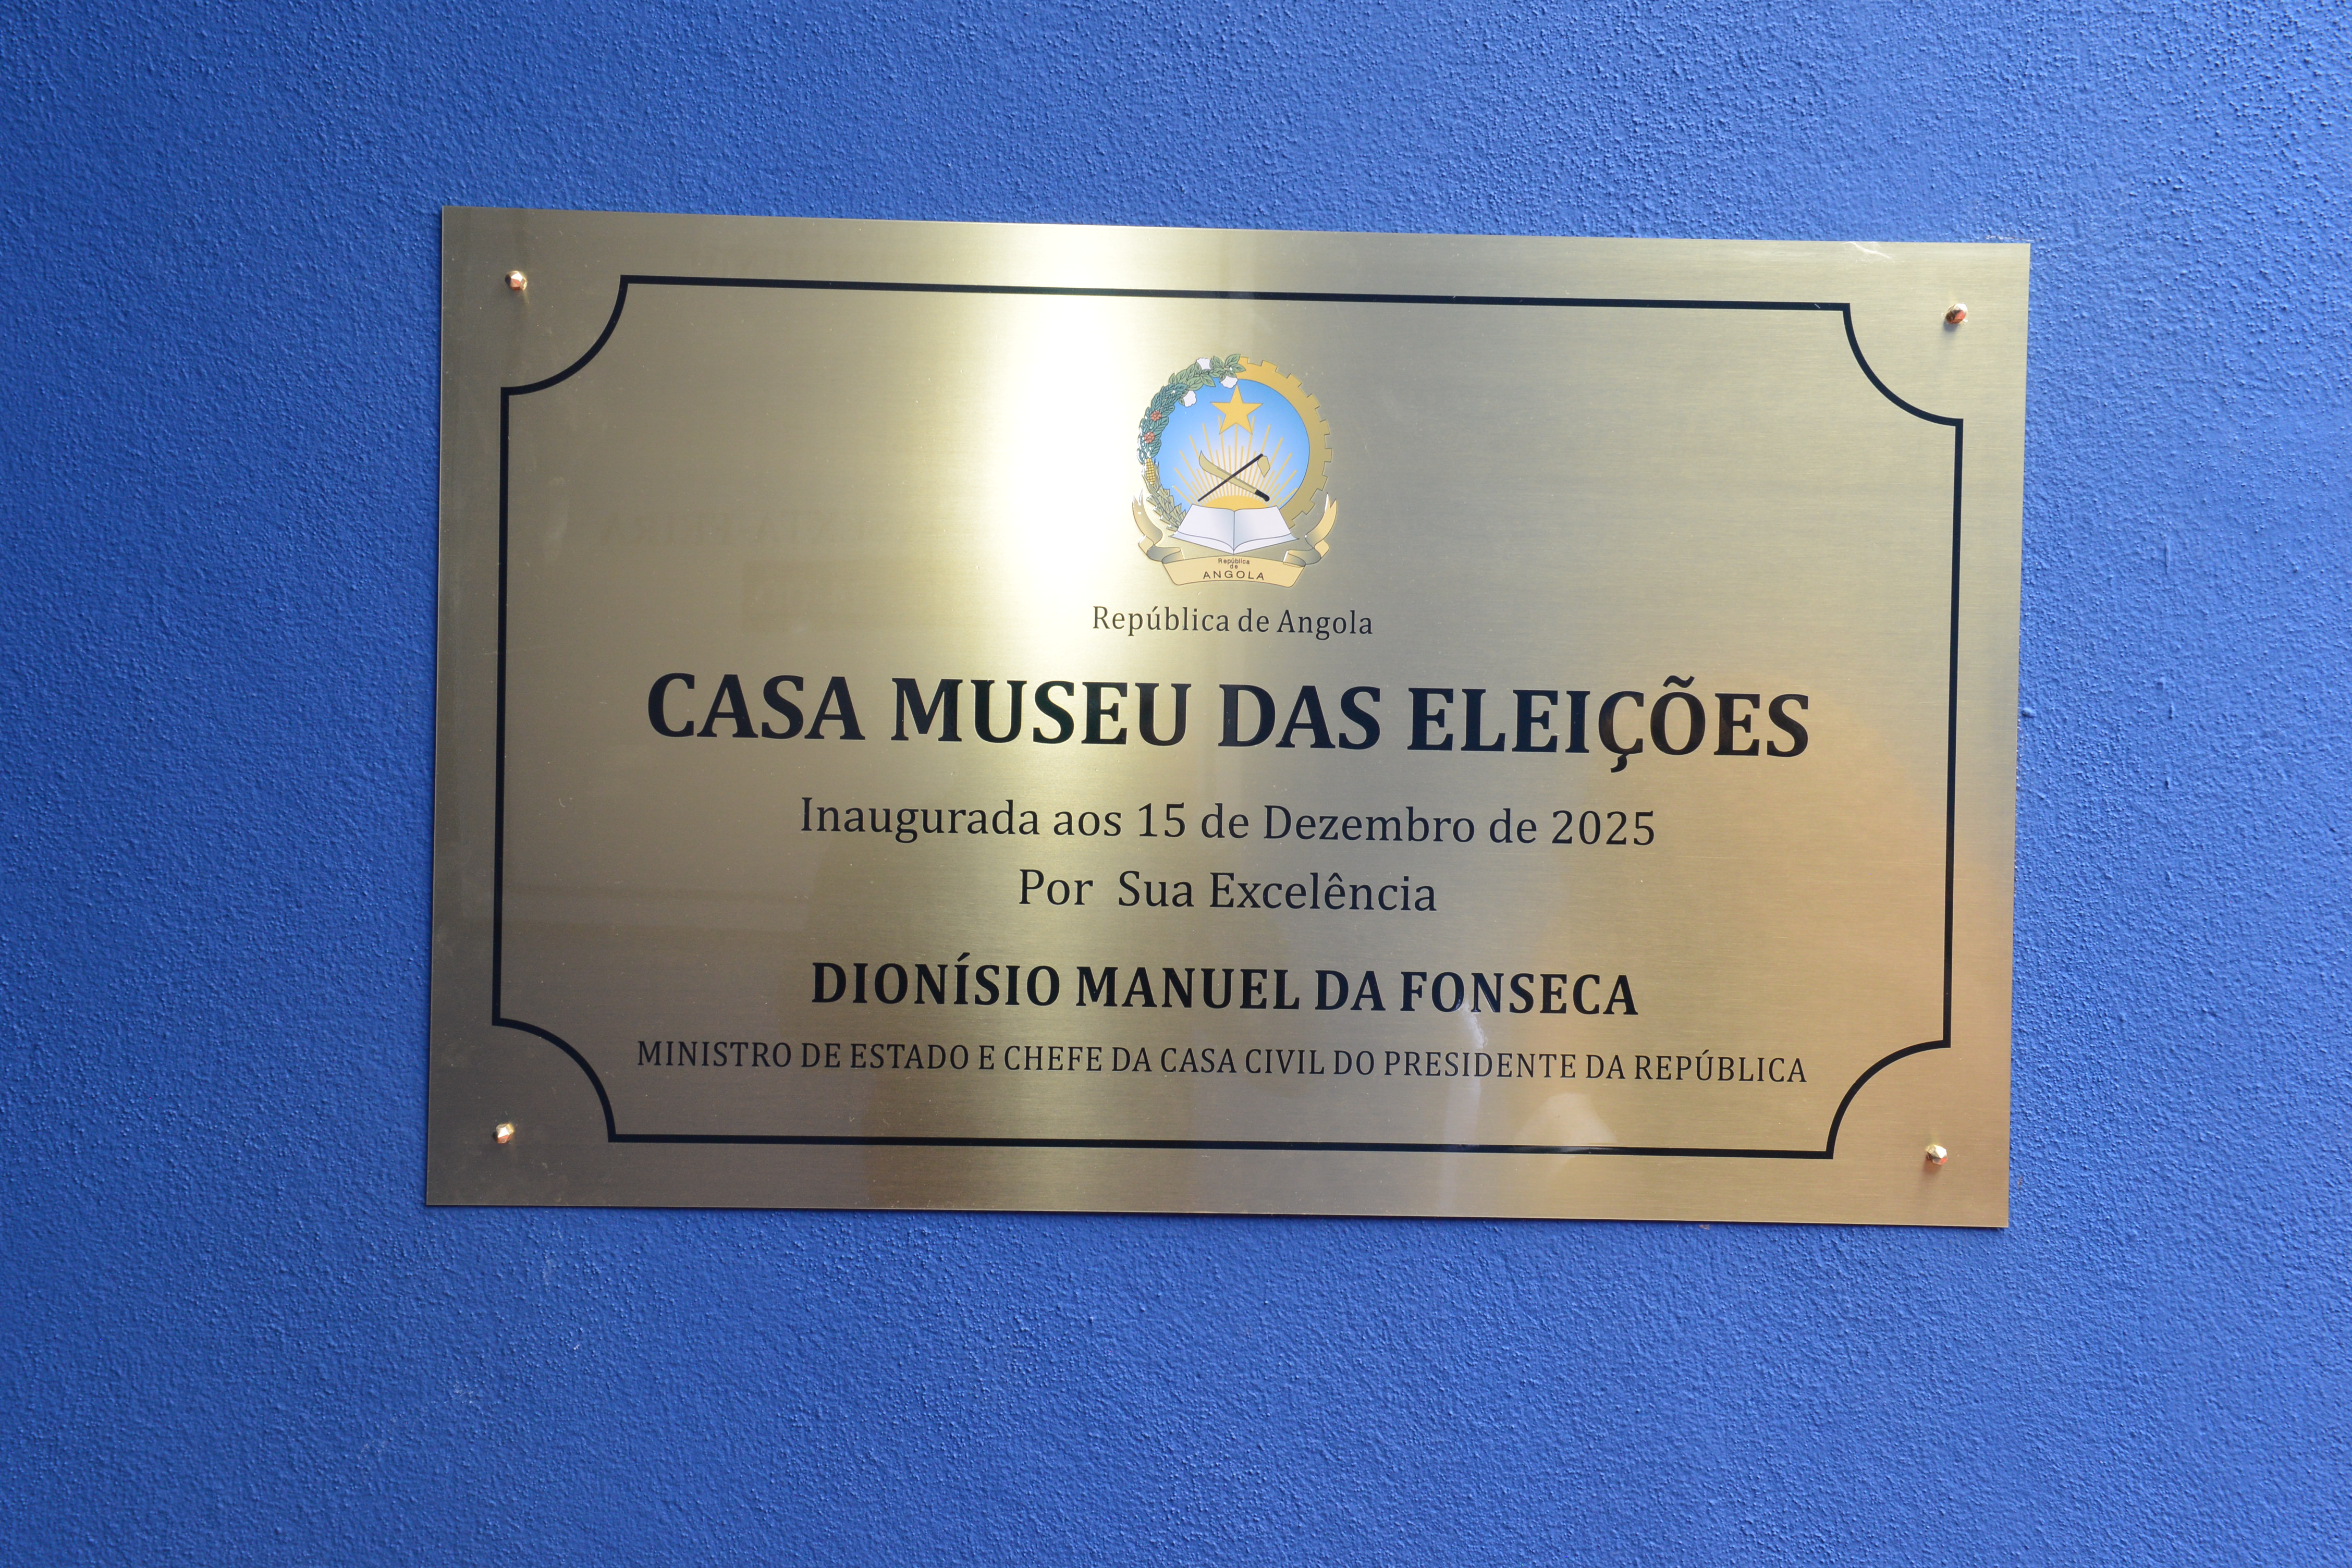 República
de
ANGOLA
República de Angola
CASA MUSEU DAS ELEIÇÕES
Inaugurada aos 15 de Dezembro de 2025
Por Sua Excelência
DIONÍSIO MANUEL DA FONSECA
MINISTRO DE ESTADO E CHEFE DA CASA CIVIL DO PRESIDENTE DA REPÚBLICA